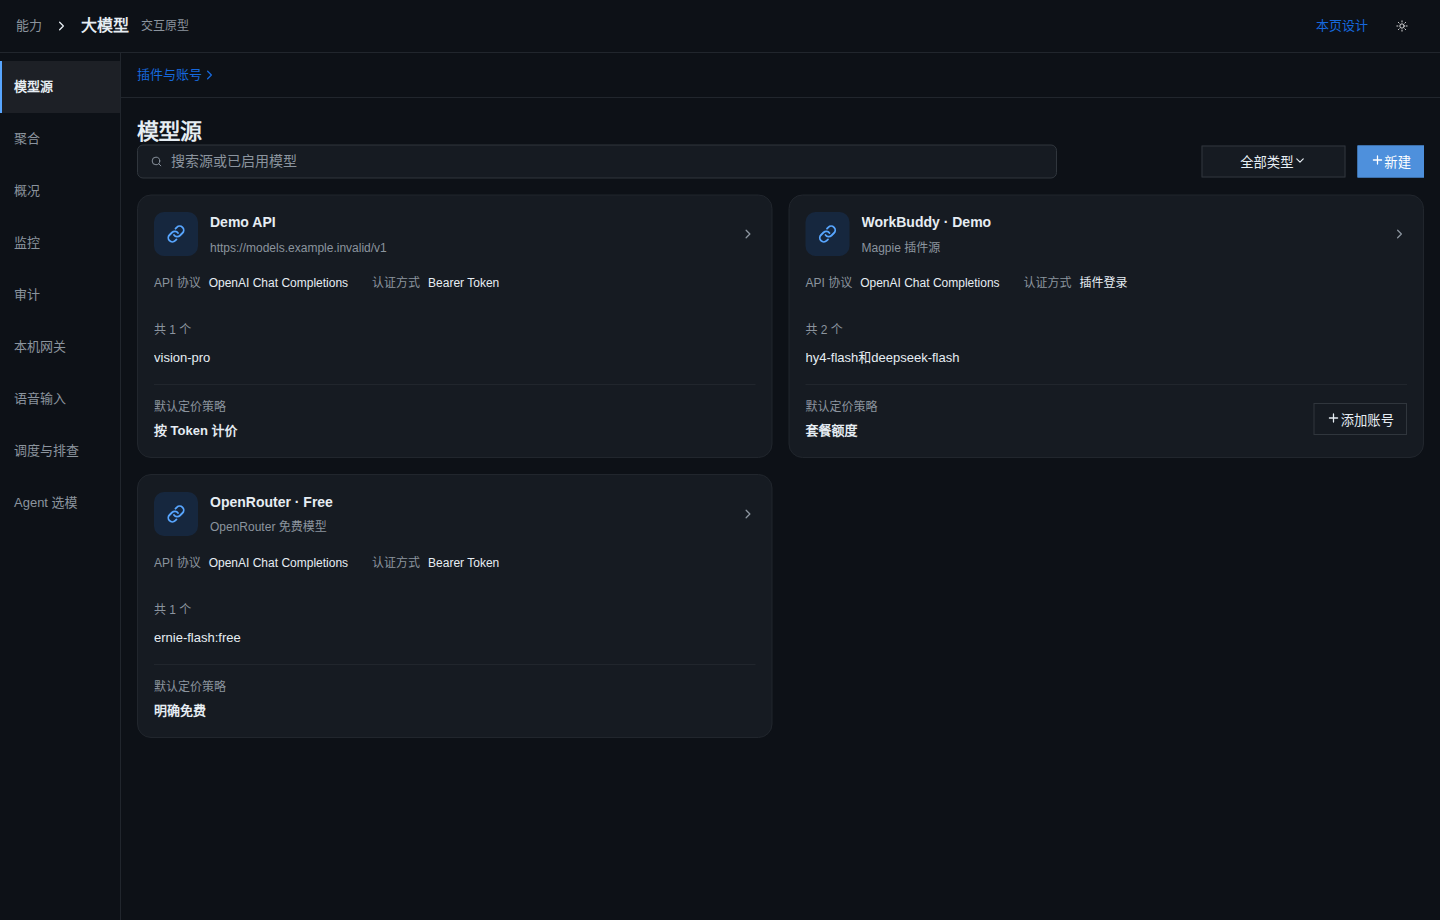 能力 大模型 交互原型 本页设计
模型源
聚合
概况
监控
审计
本机网关
语音输入
调度与排查
Agent 选模
插件与账号
模型源
搜索源或已启用模型 全部类型 +新建
Demo API
https://models.example.invalid/v1
API 协议 OpenAI Chat Completions 认证方式 Bearer Token
共 1 个
vision-pro
默认定价策略
按 Token 计价
WorkBuddy · Demo
Magpie 插件源
API 协议 OpenAI Chat Completions 认证方式 插件登录
共 2 个
hy4-flash和deepseek-flash
默认定价策略
套餐额度
+添加账号
OpenRouter · Free
OpenRouter 免费模型
API 协议 OpenAI Chat Completions 认证方式 Bearer Token
共 1 个
ernie-flash:free
默认定价策略
明确免费